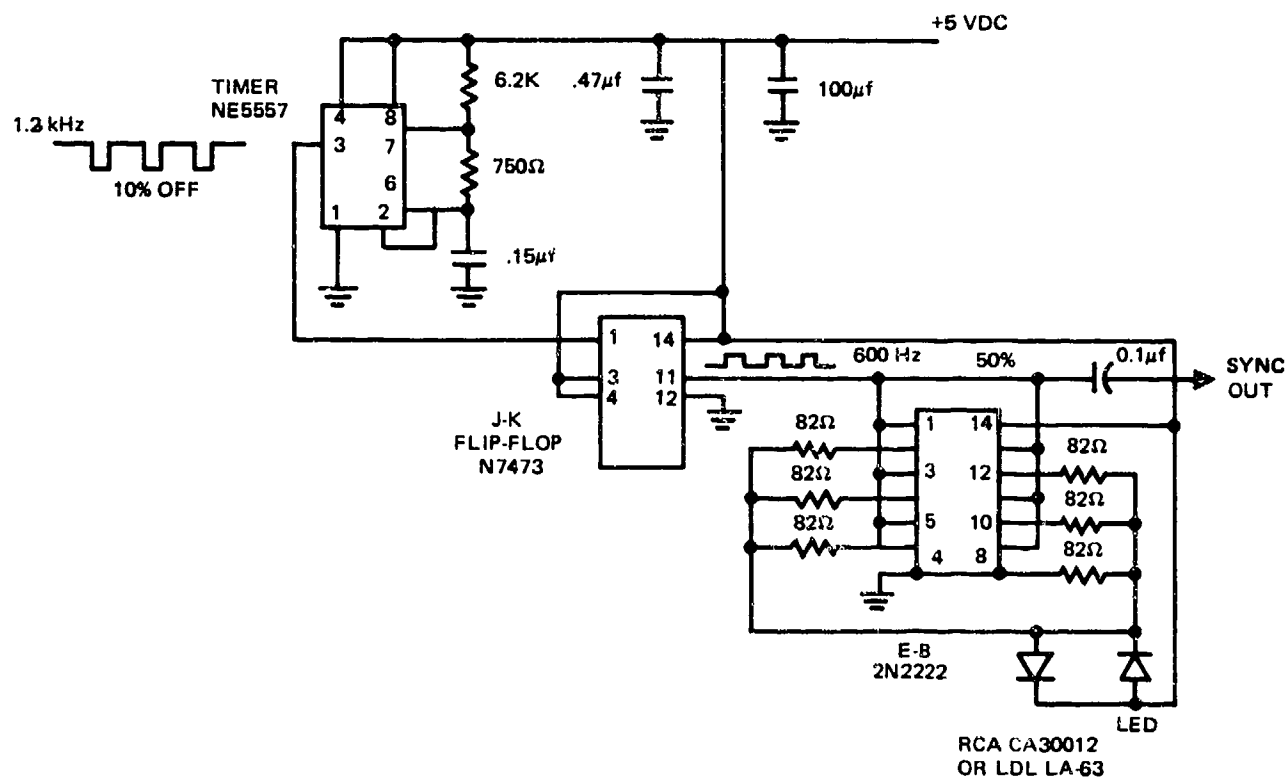 +5 VDC
TIMER
NE5557
6.2K
.47µf
100µf
1.2 kHz
4 8
3 7
6
1 2
10% OFF
750Ω
.15µf
1 14
3 11
4 12
J-K
FLIP-FLOP
N7473
600 Hz
50%
0.1µf
SYNC
OUT
82Ω
82Ω
82Ω
1 14
3 12
5 10
4 8
82Ω
82Ω
82Ω
E-B
2N2222
LED
RCA CA30012
OR LDL LA-63